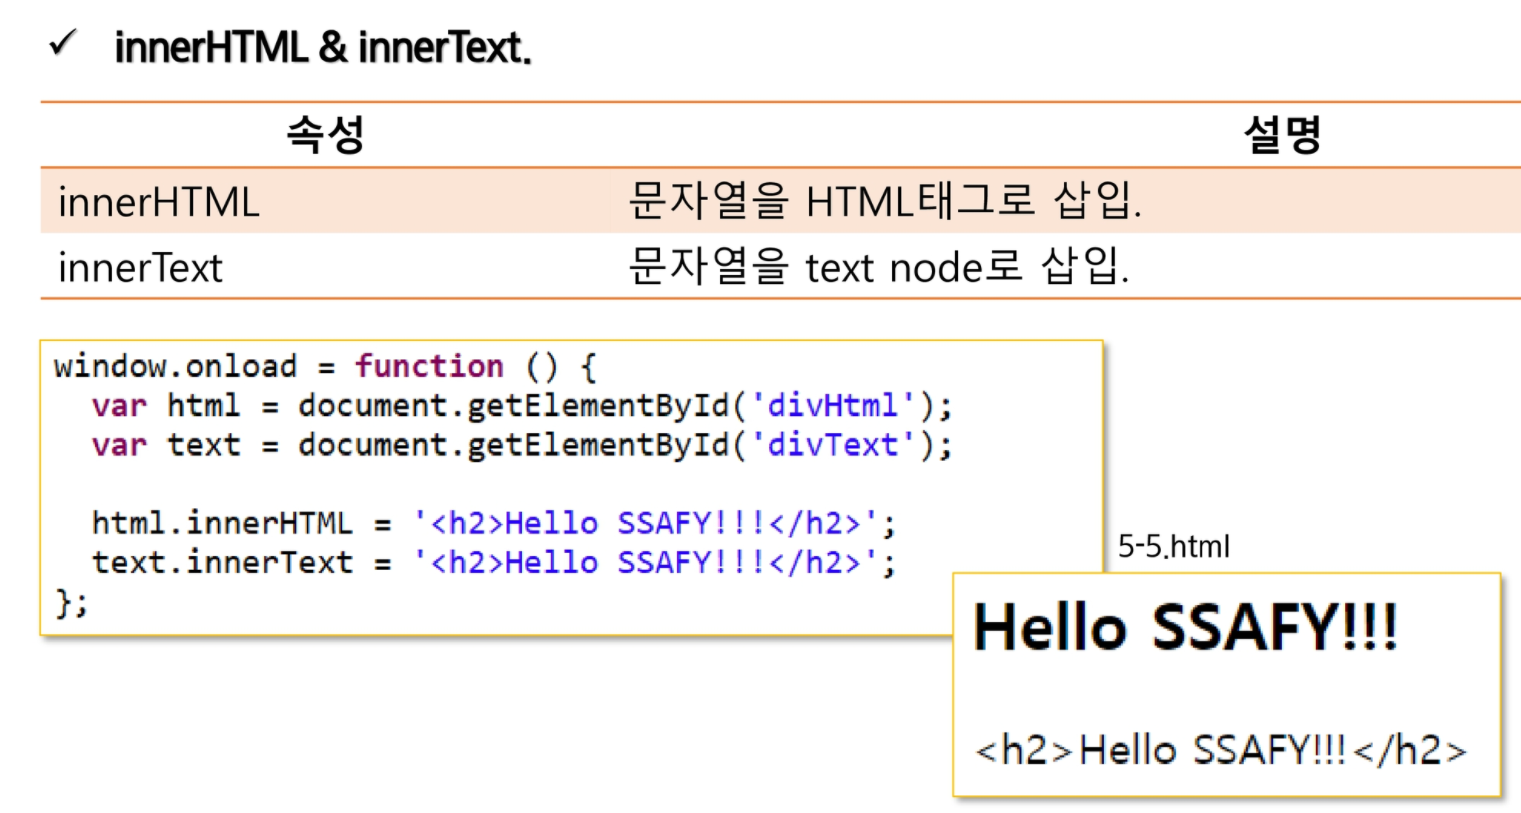 ✓ innerHTML & innerText.
속성 설명
innerHTML 문자열을 HTML태그로 삽입.
innerText 문자열을 text node로 삽입.
window.onload = function () {
  var html = document.getElementById('divHtml');
  var text = document.getElementById('divText');
  html.innerHTML = '<h2>Hello SSAFY!!!</h2>';
  text.innerText = '<h2>Hello SSAFY!!!</h2>';
};
5-5.html
Hello SSAFY!!!
<h2>Hello SSAFY!!!</h2>